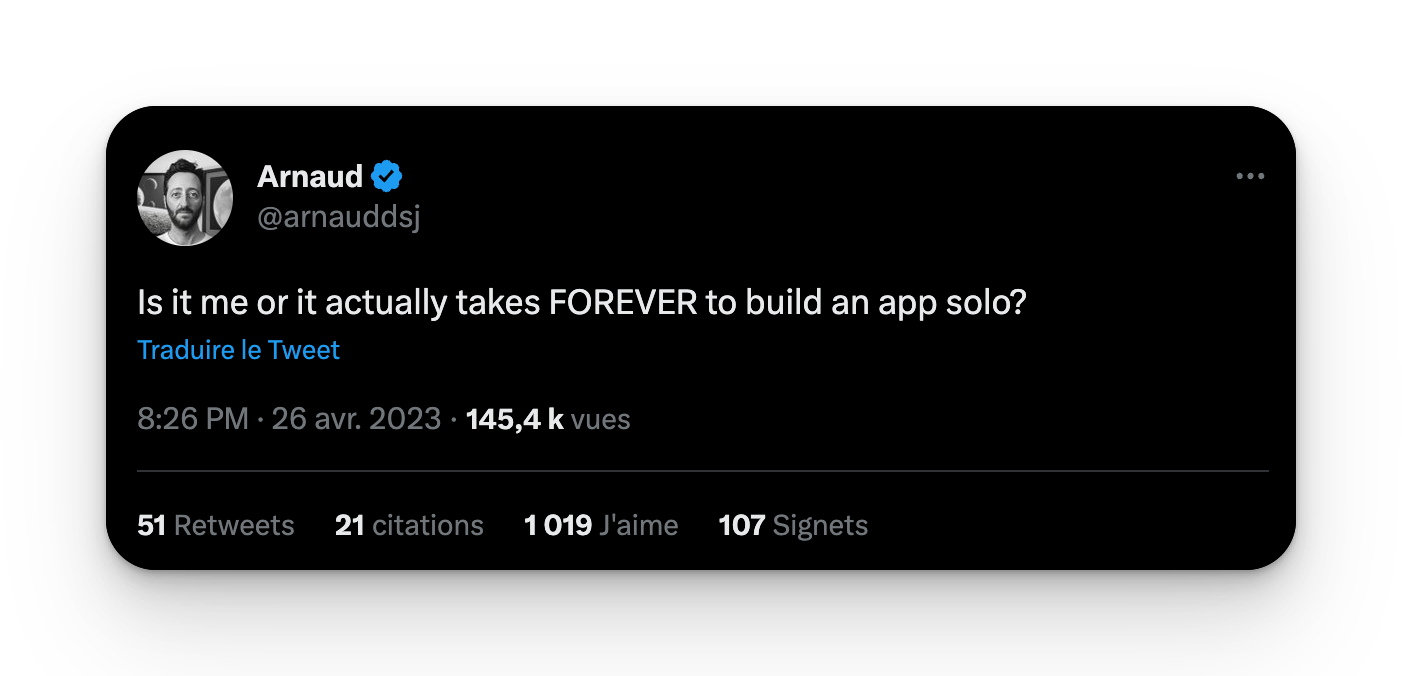 Arnaud
@arnauddsj
Is it me or it actually takes FOREVER to build an app solo?
Traduire le Tweet
8:26 PM · 26 avr. 2023 · 145,4 k vues
51 Retweets 21 citations 1 019 J'aime 107 Signets